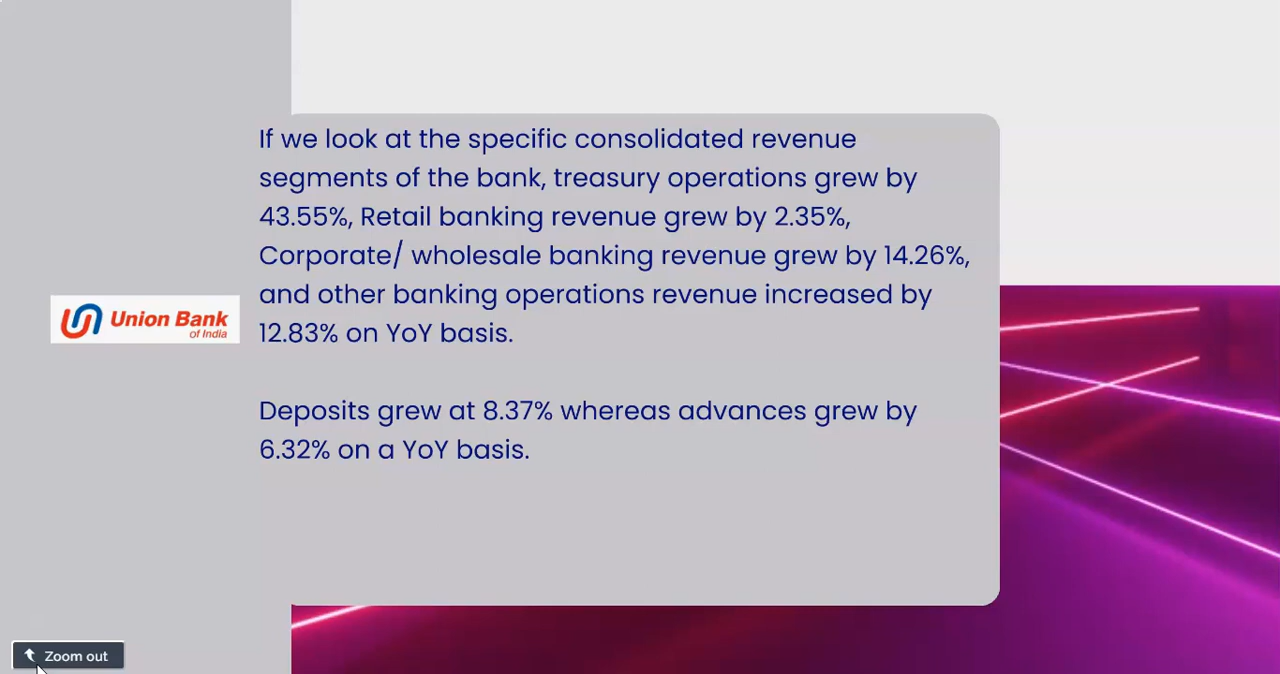 If we look at the specific consolidated revenue
segments of the bank, treasury operations grew by
43.55%, Retail banking revenue grew by 2.35%,
Corporate/ wholesale banking revenue grew by 14.26%,
and other banking operations revenue increased by
12.83% on YoY basis.
Deposits grew at 8.37% whereas advances grew by
6.32% on a YoY basis.
Union Bank
of India
Zoom out